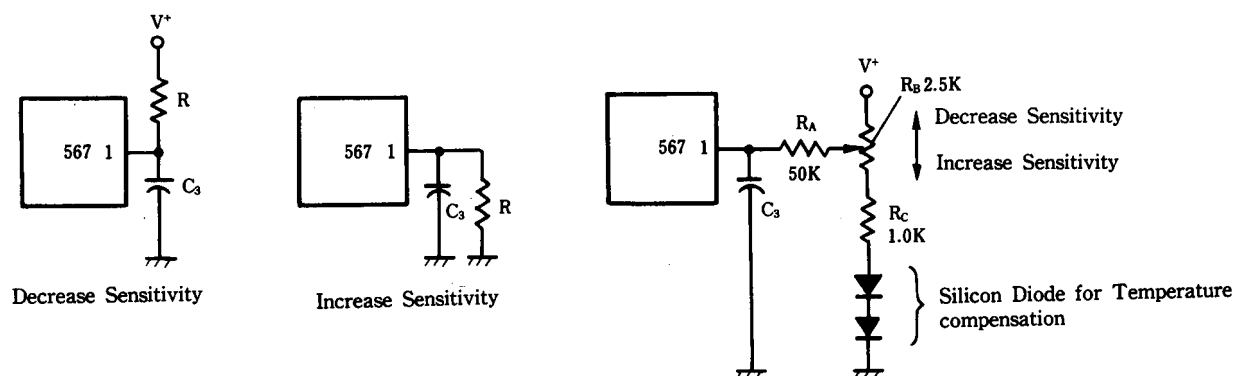 V⁺
R
567 1
C₃
Decrease Sensitivity
567 1
C₃
R
Increase Sensitivity
V⁺
R_B 2.5K
Decrease Sensitivity
Increase Sensitivity
567 1
R_A
50K
C₃
R_C
1.0K
Silicon Diode for Temperature
compensation